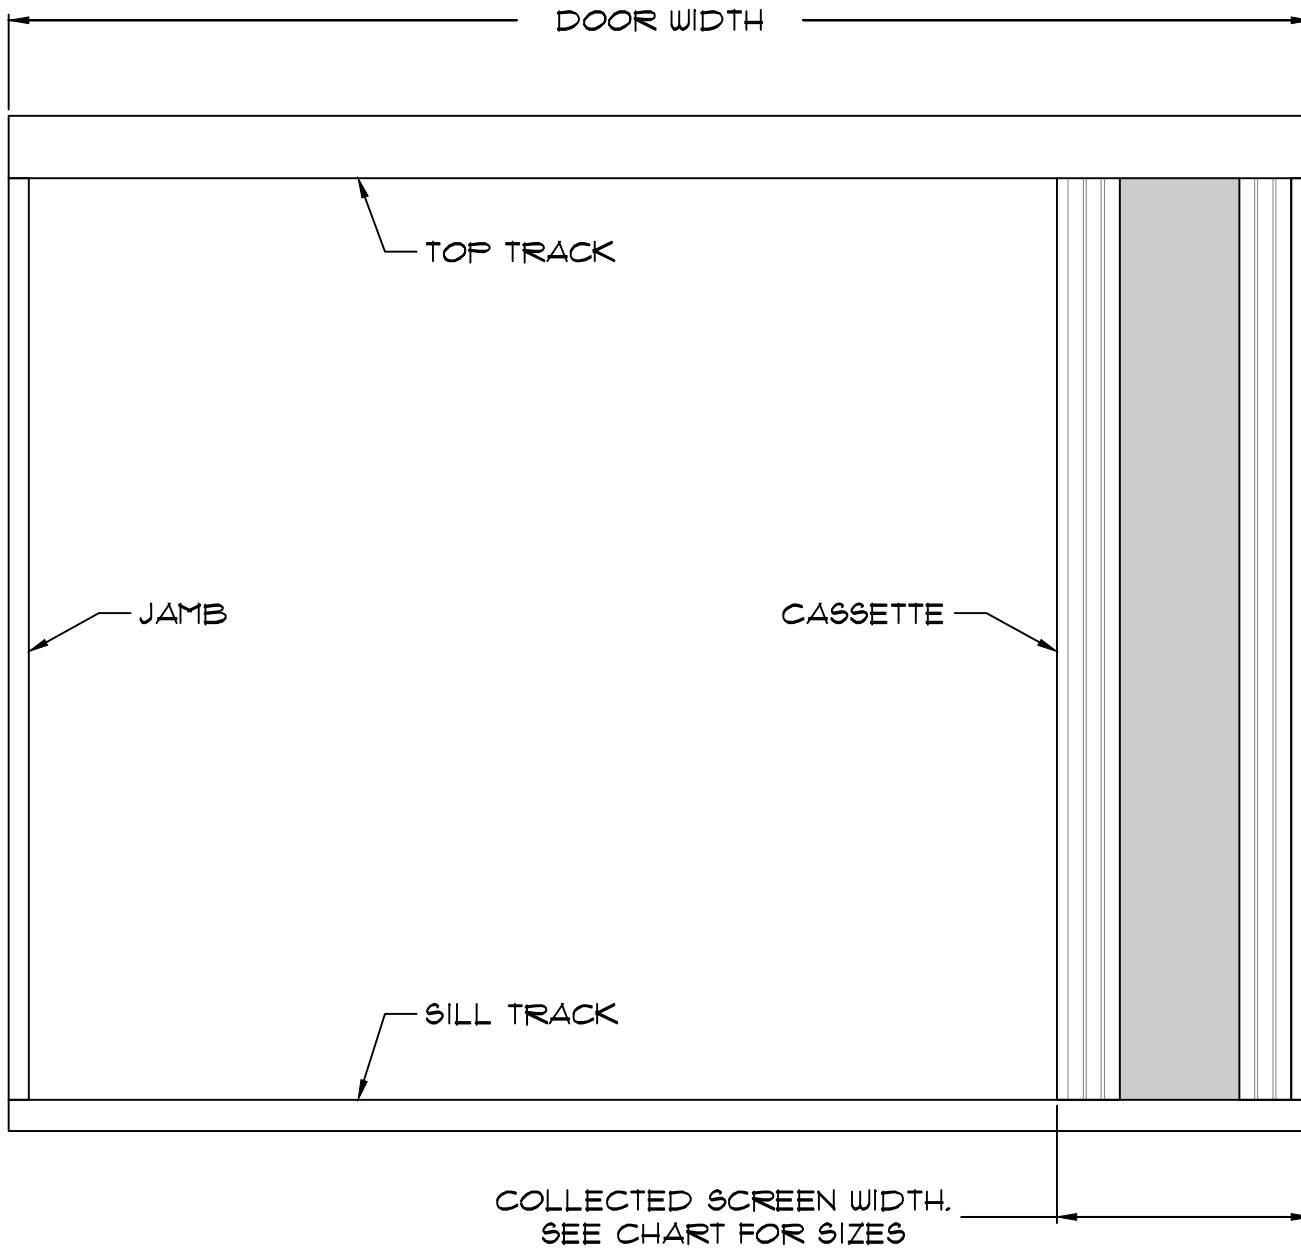 DOOR WIDTH
TOP TRACK
JAMB
CASSETTE
SILL TRACK
COLLECTED SCREEN WIDTH.
SEE CHART FOR SIZES